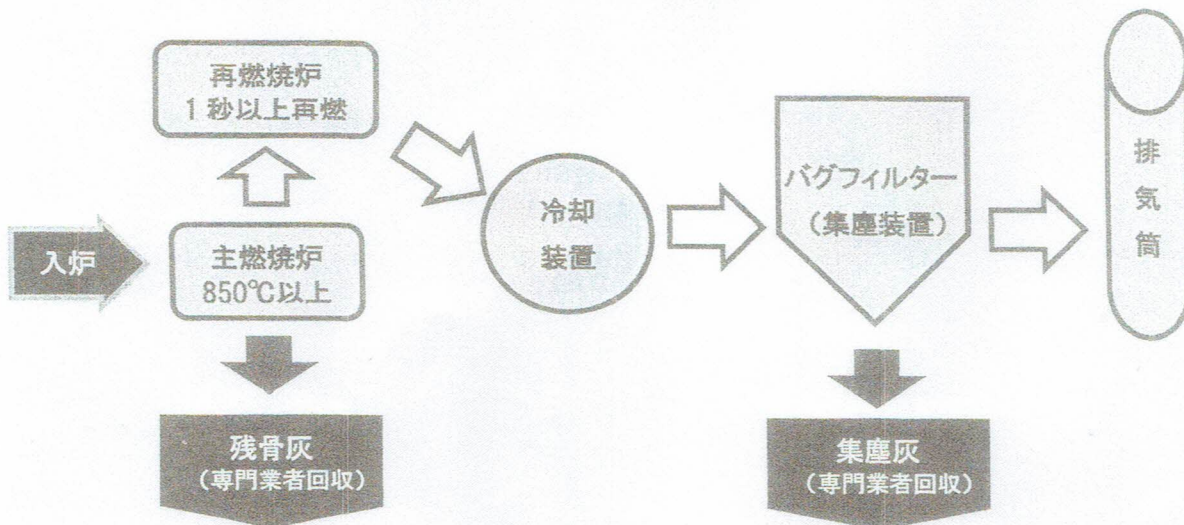 再燃焼炉
1秒以上再燃
入炉
主燃焼炉
850℃以上
残骨灰
(専門業者回収)
冷却
装置
バグフィルター
(集塵装置)
集塵灰
(専門業者回収)
排
気
筒